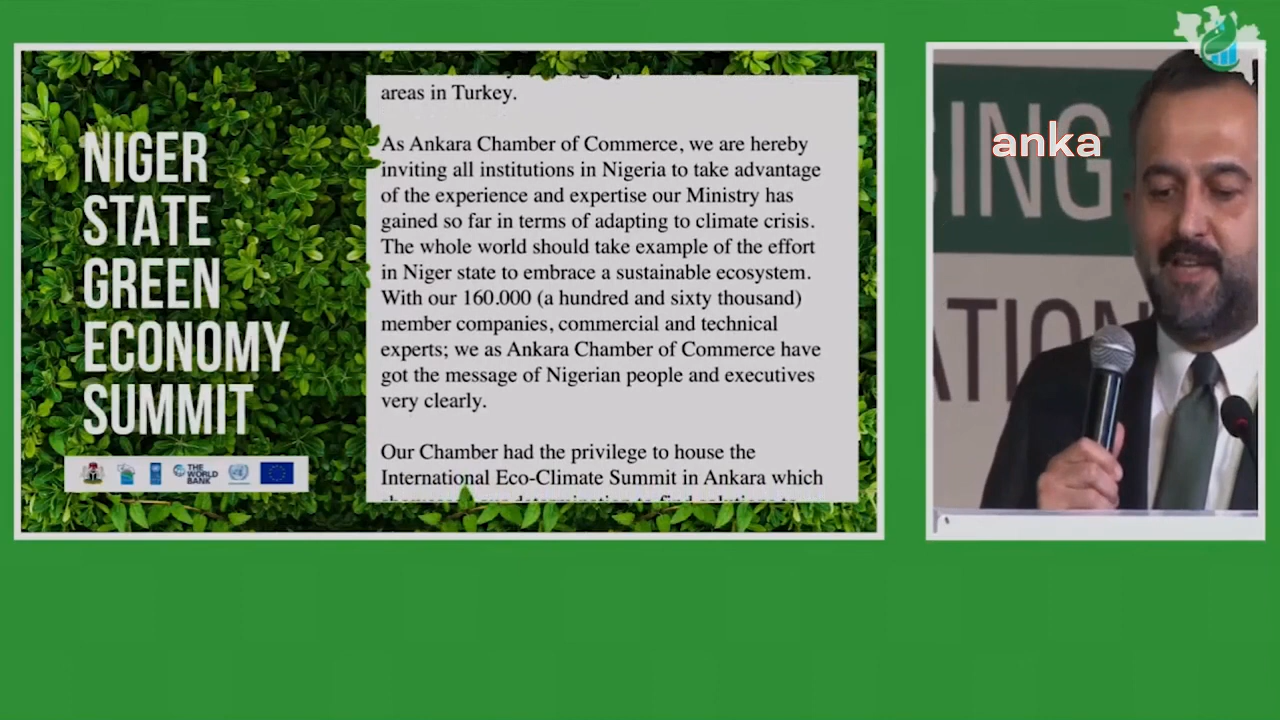 NIGER
STATE
GREEN
ECONOMY
SUMMIT
THE
WORLD
BANK
areas in Turkey.
As Ankara Chamber of Commerce, we are hereby
inviting all institutions in Nigeria to take advantage
of the experience and expertise our Ministry has
gained so far in terms of adapting to climate crisis.
The whole world should take example of the effort
in Niger state to embrace a sustainable ecosystem.
With our 160.000 (a hundred and sixty thousand)
member companies, commercial and technical
experts; we as Ankara Chamber of Commerce have
got the message of Nigerian people and executives
very clearly.
Our Chamber had the privilege to house the
International Eco-Climate Summit in Ankara which
anka
ING
ATION